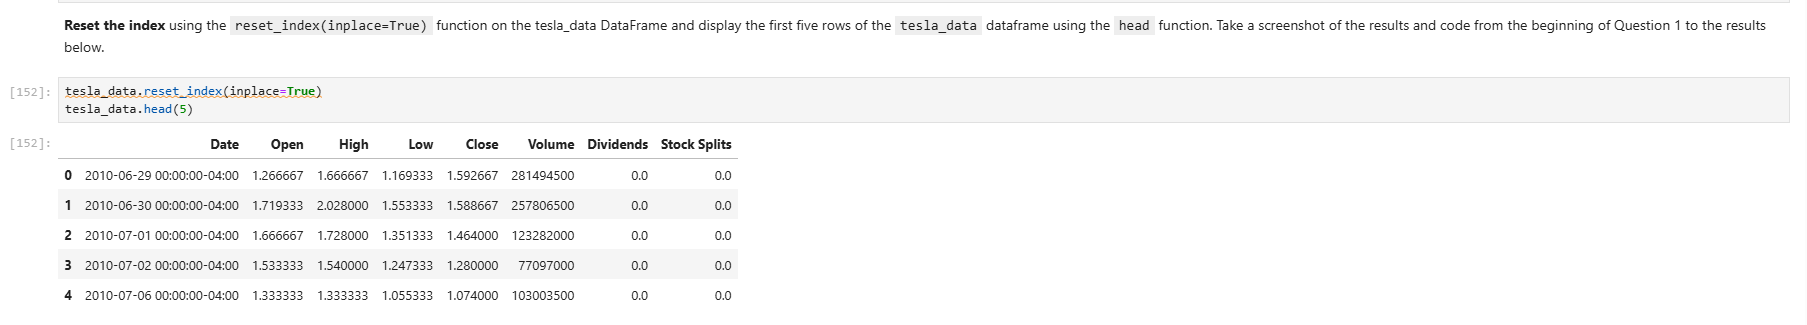 Reset the index using the reset_index(inplace=True) function on the tesla_data DataFrame and display the first five rows of the tesla_data dataframe using the head function. Take a screenshot of the results and code from the beginning of Question 1 to the results
below.
[152]: tesla_data.reset_index(inplace=True)
tesla_data.head(5)
[152]: Date Open High Low Close Volume Dividends Stock Splits
0 2010-06-29 00:00:00-04:00 1.266667 1.666667 1.169333 1.592667 281494500 0.0 0.0
1 2010-06-30 00:00:00-04:00 1.719333 2.028000 1.553333 1.588667 257806500 0.0 0.0
2 2010-07-01 00:00:00-04:00 1.666667 1.728000 1.351333 1.464000 123282000 0.0 0.0
3 2010-07-02 00:00:00-04:00 1.533333 1.540000 1.247333 1.280000 77097000 0.0 0.0
4 2010-07-06 00:00:00-04:00 1.333333 1.333333 1.055333 1.074000 103003500 0.0 0.0